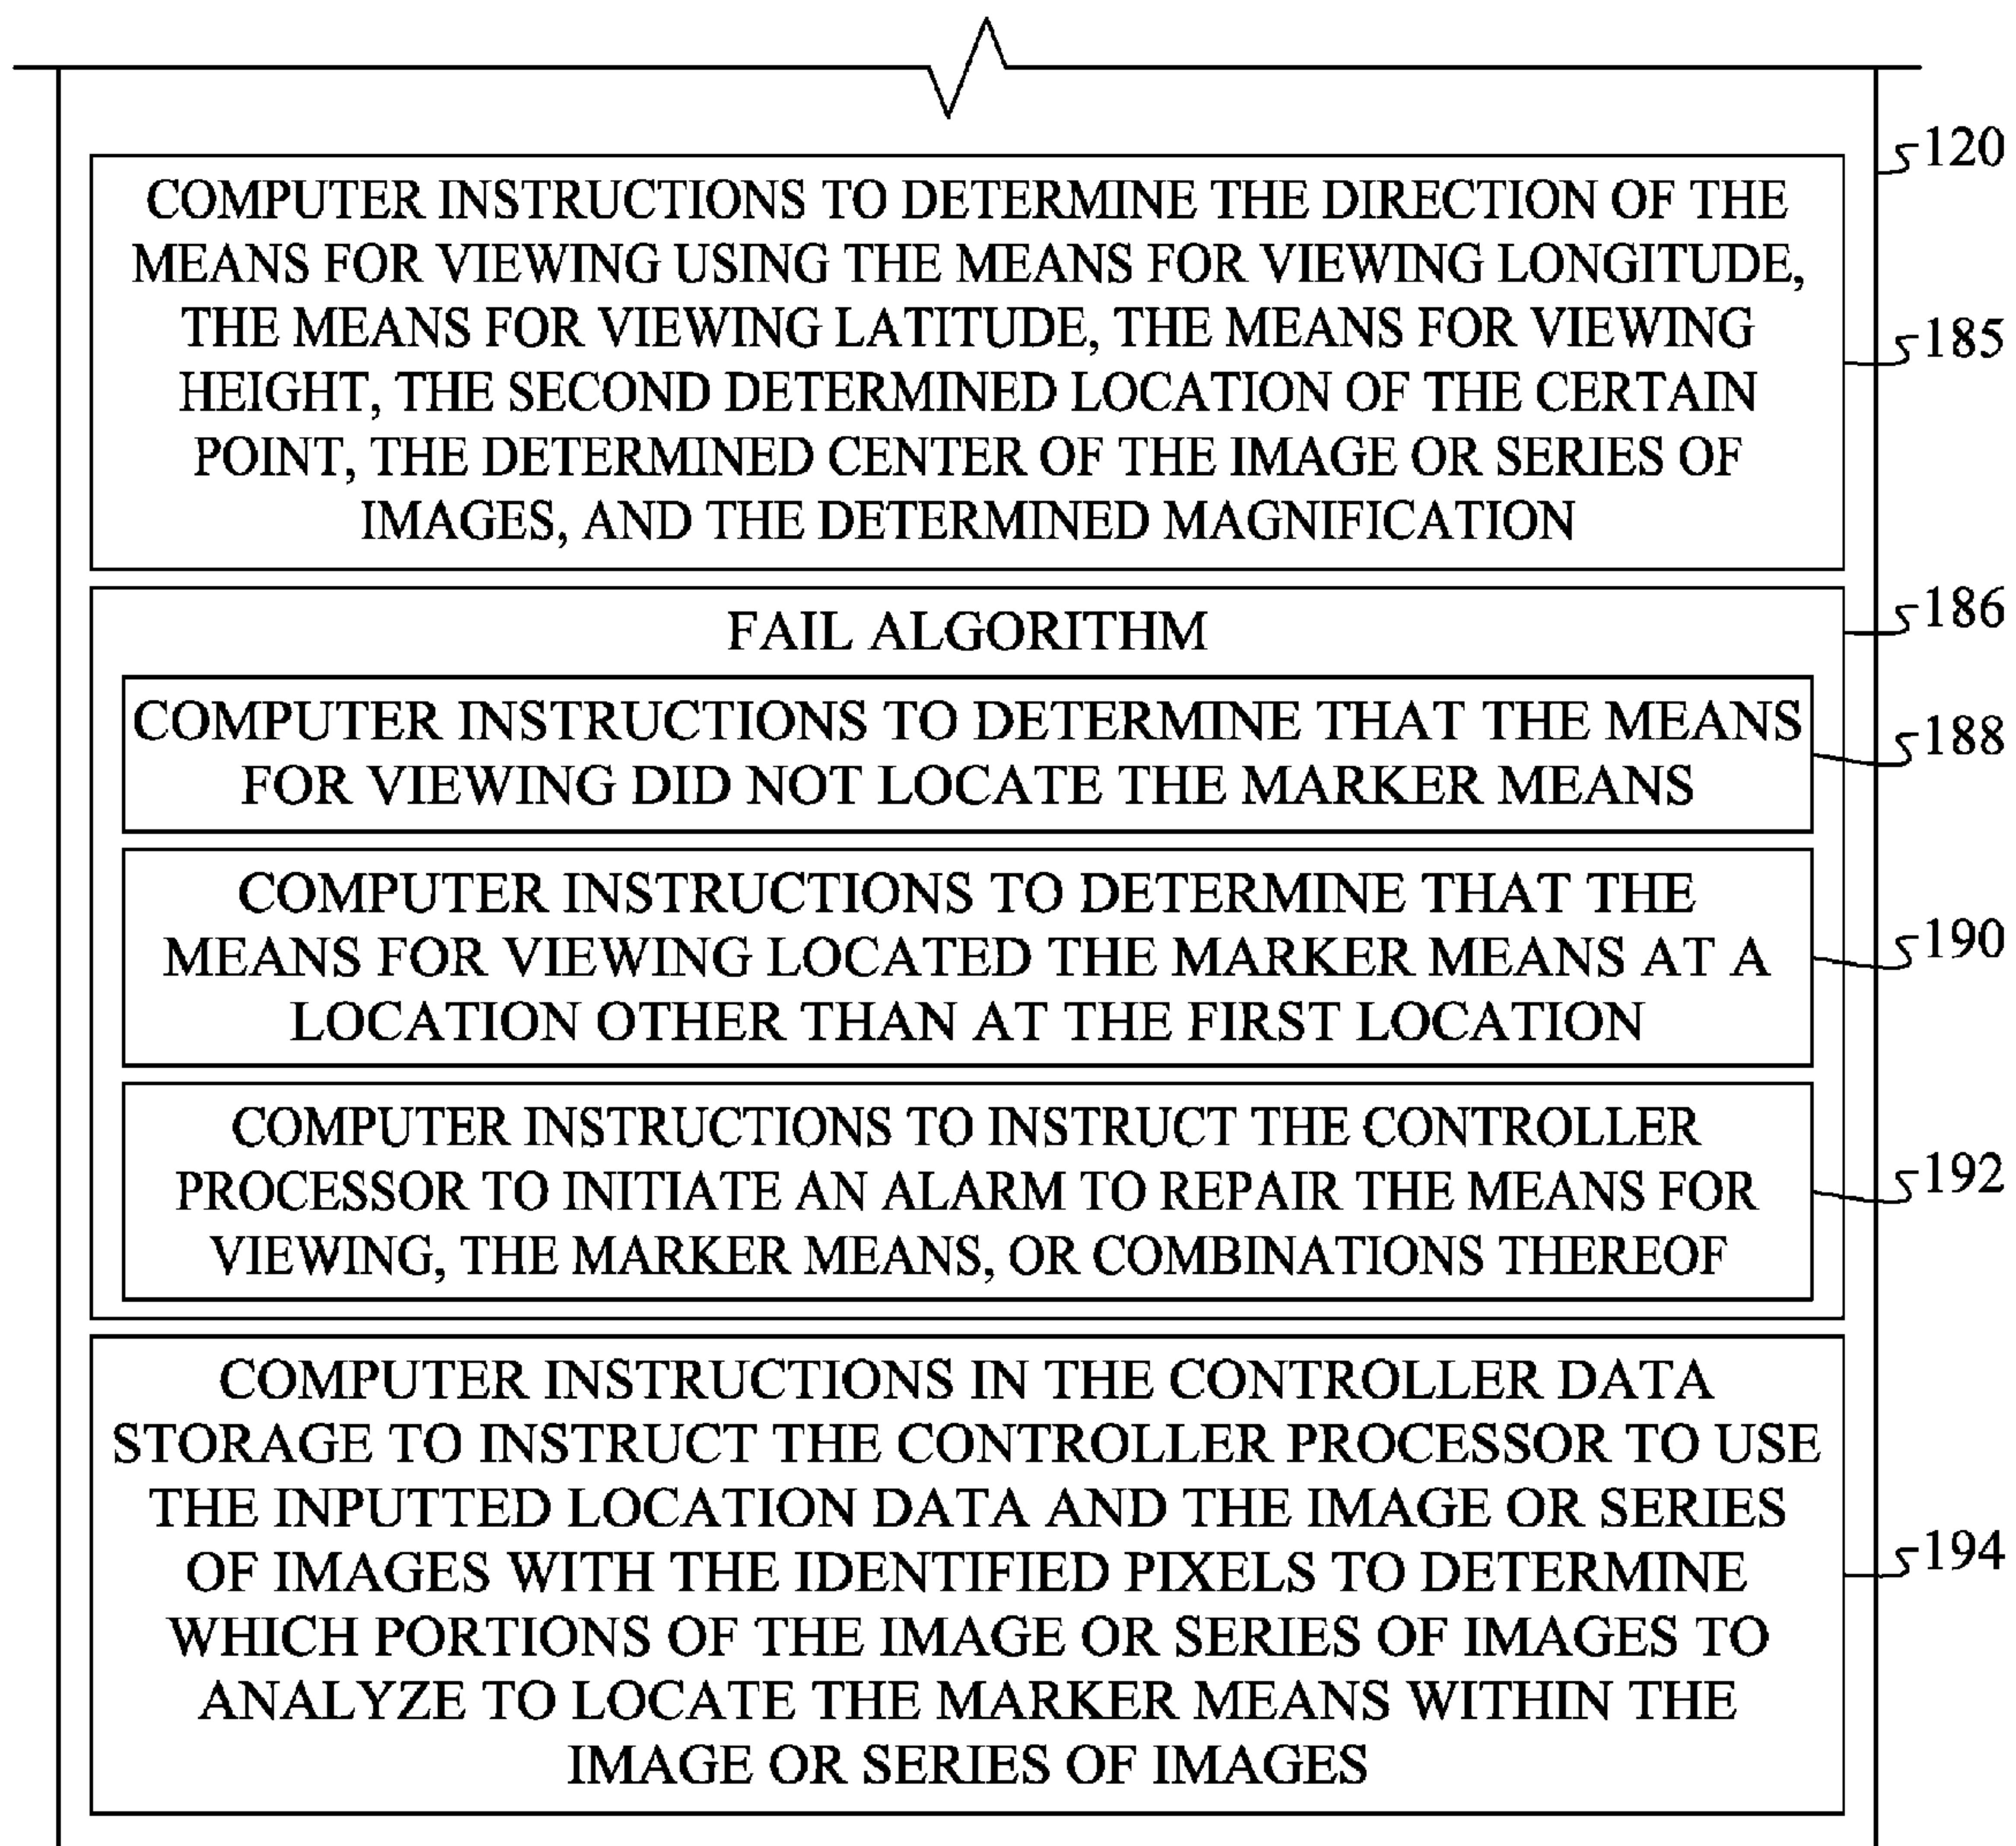 120
COMPUTER INSTRUCTIONS TO DETERMINE THE DIRECTION OF THE
MEANS FOR VIEWING USING THE MEANS FOR VIEWING LONGITUDE,
THE MEANS FOR VIEWING LATITUDE, THE MEANS FOR VIEWING
HEIGHT, THE SECOND DETERMINED LOCATION OF THE CERTAIN
POINT, THE DETERMINED CENTER OF THE IMAGE OR SERIES OF
IMAGES, AND THE DETERMINED MAGNIFICATION
185
FAIL ALGORITHM
186
COMPUTER INSTRUCTIONS TO DETERMINE THAT THE MEANS
FOR VIEWING DID NOT LOCATE THE MARKER MEANS
188
COMPUTER INSTRUCTIONS TO DETERMINE THAT THE
MEANS FOR VIEWING LOCATED THE MARKER MEANS AT A
LOCATION OTHER THAN AT THE FIRST LOCATION
190
COMPUTER INSTRUCTIONS TO INSTRUCT THE CONTROLLER
PROCESSOR TO INITIATE AN ALARM TO REPAIR THE MEANS FOR
VIEWING, THE MARKER MEANS, OR COMBINATIONS THEREOF
192
COMPUTER INSTRUCTIONS IN THE CONTROLLER DATA
STORAGE TO INSTRUCT THE CONTROLLER PROCESSOR TO USE
THE INPUTTED LOCATION DATA AND THE IMAGE OR SERIES
OF IMAGES WITH THE IDENTIFIED PIXELS TO DETERMINE
WHICH PORTIONS OF THE IMAGE OR SERIES OF IMAGES TO
ANALYZE TO LOCATE THE MARKER MEANS WITHIN THE
IMAGE OR SERIES OF IMAGES
194